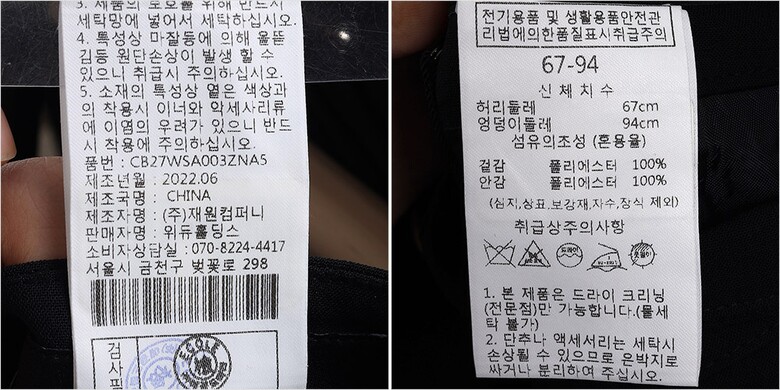 3. 제품의 보호를 위해 반드시
세탁망에 넣어서 세탁하십시오.
4. 특성상 마찰등에 의해 올뜯
김등 원단손상이 발생 할 수
있으니 취급시 주의하십시오.
5. 소재의 특성상 옅은 색상과
의 착용시 이너와 악세사리류
에 이염의 우려가 있으니 반드
시 착용에 주의하십시오.
품번 : CB27WSA003ZNA5
제조년월 : 2022.06
제조국명 : CHINA
제조자명 : (주)재원컴퍼니
판매자명 : 위듀홀딩스
소비자상담실 : 070-8224-4417
서울시 금천구 벚꽃로 298
검
사
필
ECOLE
전기용품 및 생활용품안전관
리법에의한품질표시취급주의
67-94
신체치수
허리둘레 67cm
엉덩이둘레 94cm
섬유의조성 (혼용율)
겉감 폴리에스터 100%
안감 폴리에스터 100%
(심지,상표,보강재,자수,장식 제외)
취급상주의사항
드라이
1. 본 제품은 드라이 크리닝
(전문점)만 가능합니다.(물세
탁 불가)
2. 단추나 액세서리는 세탁시
손상될 수 있으므로 은박지로
싸거나 분리하여 주십시오.